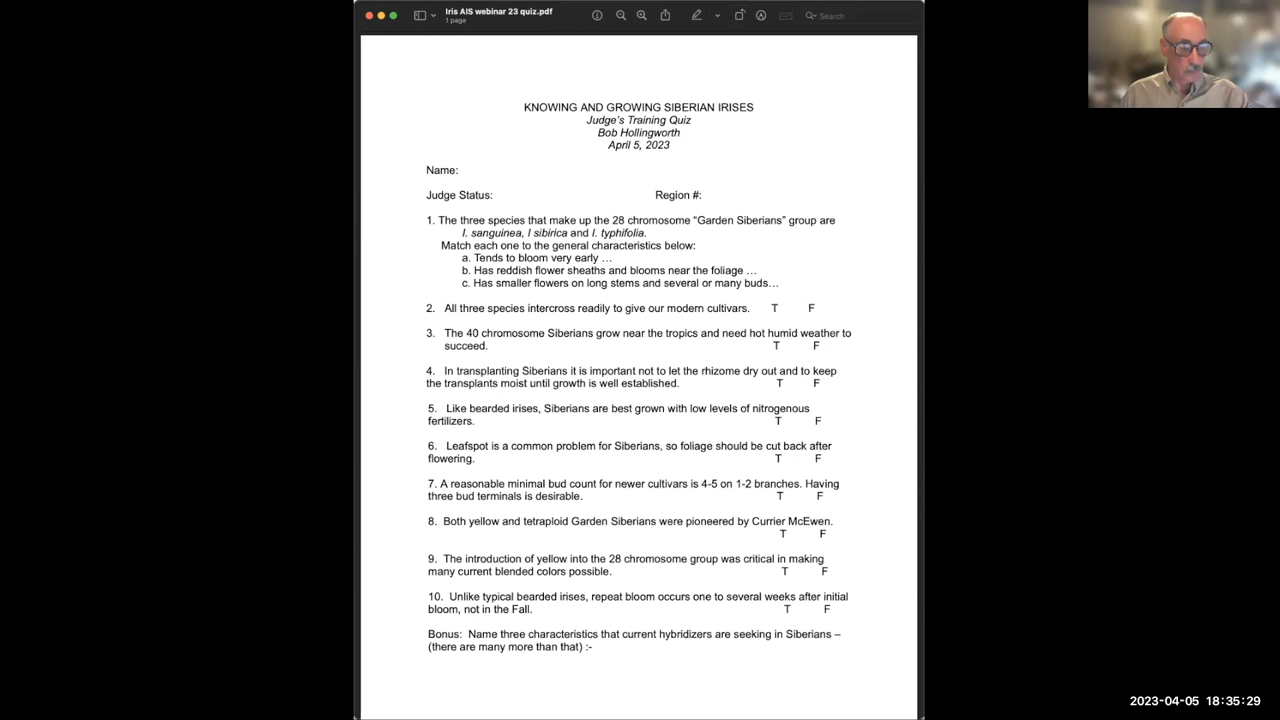 Iris AIS webinar 23 quiz.pdf
1 page
Search
KNOWING AND GROWING SIBERIAN IRISES
Judge's Training Quiz
Bob Hollingworth
April 5, 2023
Name:
Judge Status: Region #:
1. The three species that make up the 28 chromosome “Garden Siberians” group are
I. sanguinea, I sibirica and I. typhifolia.
Match each one to the general characteristics below:
a. Tends to bloom very early …
b. Has reddish flower sheaths and blooms near the foliage …
c. Has smaller flowers on long stems and several or many buds…
2. All three species intercross readily to give our modern cultivars. T F
3. The 40 chromosome Siberians grow near the tropics and need hot humid weather to
succeed. T F
4. In transplanting Siberians it is important not to let the rhizome dry out and to keep
the transplants moist until growth is well established. T F
5. Like bearded irises, Siberians are best grown with low levels of nitrogenous
fertilizers. T F
6. Leafspot is a common problem for Siberians, so foliage should be cut back after
flowering. T F
7. A reasonable minimal bud count for newer cultivars is 4-5 on 1-2 branches. Having
three bud terminals is desirable. T F
8. Both yellow and tetraploid Garden Siberians were pioneered by Currier McEwen.
T F
9. The introduction of yellow into the 28 chromosome group was critical in making
many current blended colors possible. T F
10. Unlike typical bearded irises, repeat bloom occurs one to several weeks after initial
bloom, not in the Fall. T F
Bonus: Name three characteristics that current hybridizers are seeking in Siberians –
(there are many more than that) :-
2023-04-05 18:35:29